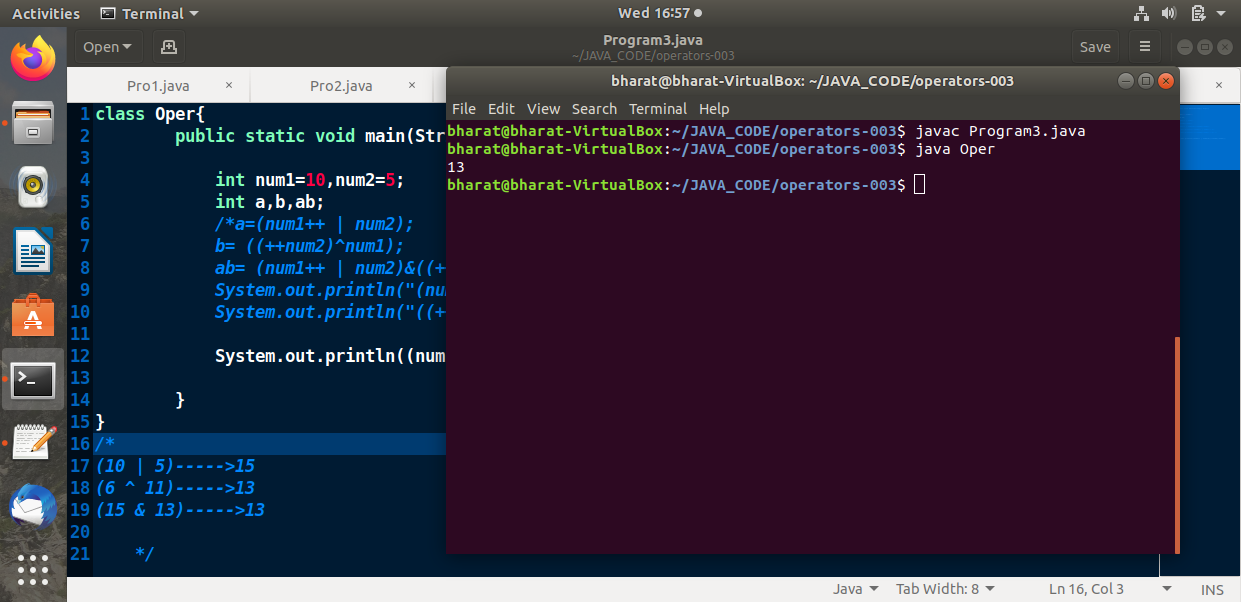 Activities Terminal Wed 16:57
Open Program3.java Save
~/JAVA_CODE/operators-003
Pro1.java × Pro2.java × ×
1 class Oper{
2 public static void main(Str
3
4 int num1=10,num2=5;
5 int a,b,ab;
6 /*a=(num1++ | num2);
7 b= ((++num2)^num1);
8 ab= (num1++ | num2)&((+
9 System.out.println("(nu
10 System.out.println("((+
11
12 System.out.println((num
13
14 }
15 }
16 /*
17 (10 | 5)----->15
18 (6 ^ 11)----->13
19 (15 & 13)----->13
20
21 */
bharat@bharat-VirtualBox: ~/JAVA_CODE/operators-003
File Edit View Search Terminal Help
bharat@bharat-VirtualBox:~/JAVA_CODE/operators-003$ javac Program3.java
bharat@bharat-VirtualBox:~/JAVA_CODE/operators-003$ java Oper
13
bharat@bharat-VirtualBox:~/JAVA_CODE/operators-003$
Java Tab Width: 8 Ln 16, Col 3 INS